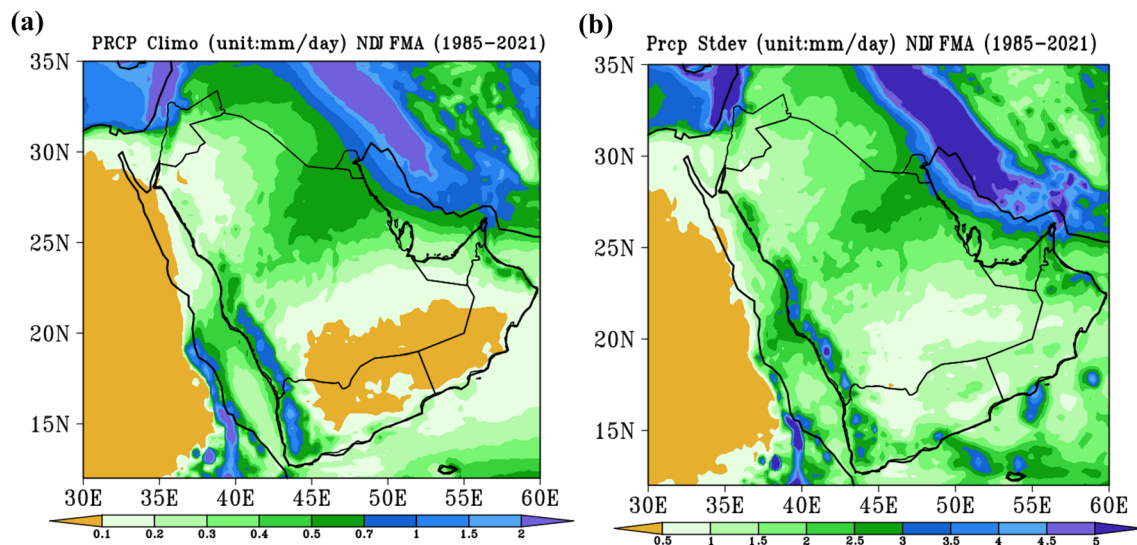 (a)
PRCP Climo (unit:mm/day) NDJFMA (1985-2021)
35N
30N
25N
20N
15N
30E 35E 40E 45E 50E 55E 60E
0.1 0.2 0.3 0.4 0.5 0.7 1 1.2 1.5 2
(b)
Prcp Stdev (unit:mm/day) NDJFMA (1985-2021)
35N
30N
25N
20N
15N
30E 35E 40E 45E 50E 55E 60E
0.5 1 1.5 2 2.5 3 3.5 4 4.5 5